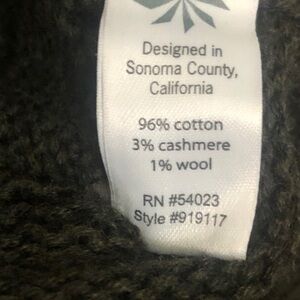 Designed in
Sonoma County,
California
96% cotton
3% cashmere
1% wool
RN #54023
Style #919117